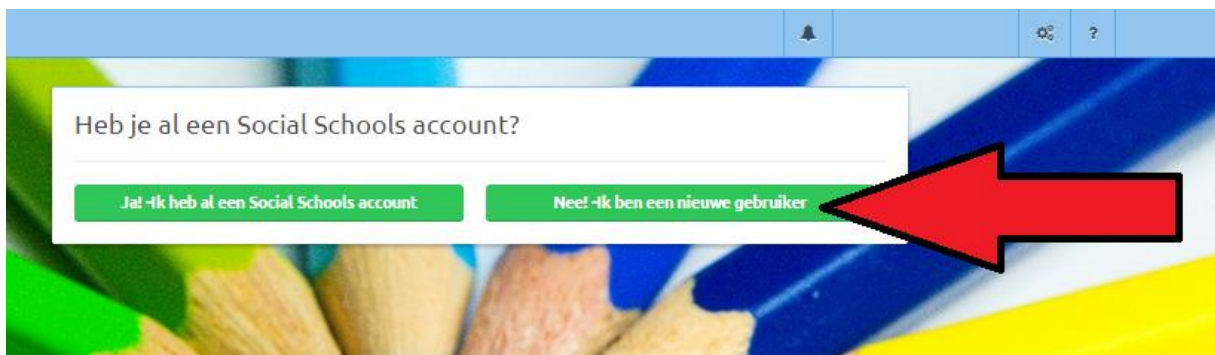 ?
Heb je al een Social Schools account?
Ja! -Ik heb al een Social Schools account
Nee! -Ik ben een nieuwe gebruiker